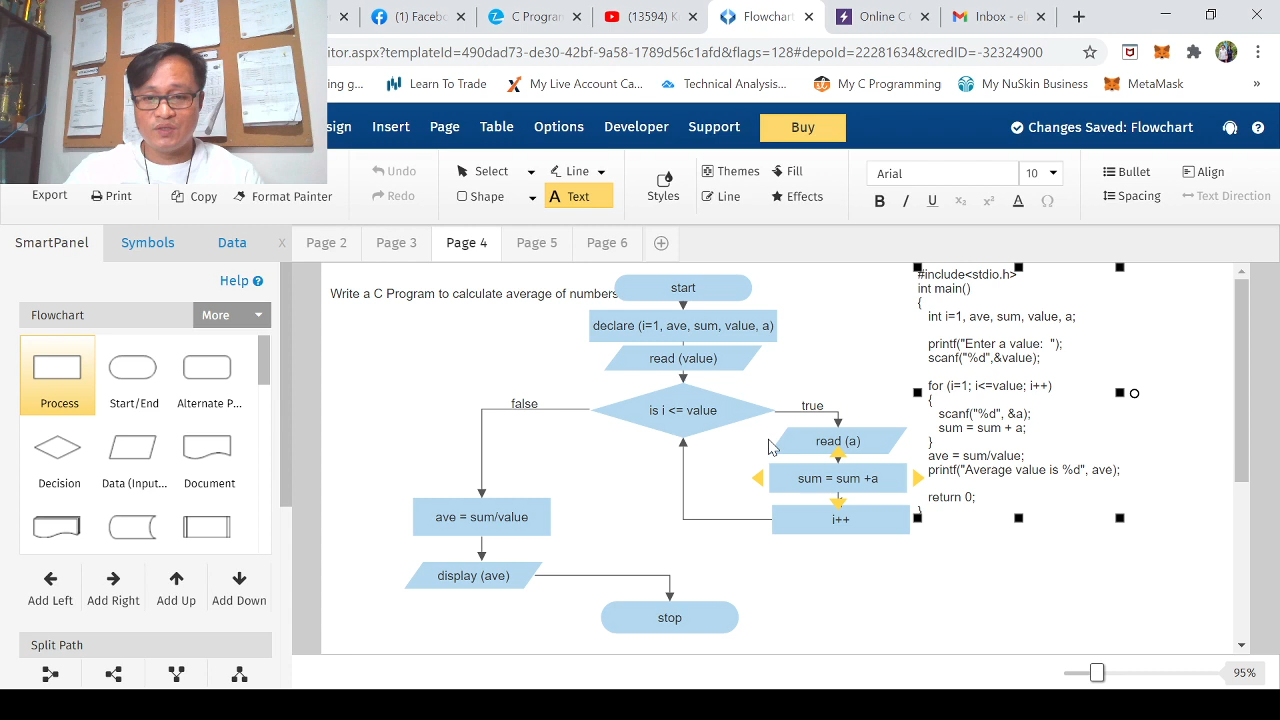 (1) Faceb
C Progran
(13594) K
Flowchart
Online C
Inbox - el
itor.aspx?templateId=490dad73-de30-42bf-9a58-1789d56c1afd&flags=128#depoId=22281634&credID=-32324900
ing g...
Learn To Trade
My Live Account Ca...
Technical Analysis...
My C Programming
My NuSkin Business
MetaMask
»
sign
Insert
Page
Table
Options
Developer
Support
Buy
Changes Saved: Flowchart
Export
Print
Copy
Format Painter
Undo
Redo
Select
Shape
Line
A Text
Styles
Themes
Line
Fill
Effects
Arial
10
B I U X₂ X² A Ω
Bullet
Spacing
Align
Text Direction
SmartPanel
Symbols
Data
X
Page 2
Page 3
Page 4
Page 5
Page 6
Help
Flowchart
More
Process
Start/End
Alternate P...
Decision
Data (Input...
Document
Add Left
Add Right
Add Up
Add Down
Split Path
Write a C Program to calculate average of numbers
start
declare (i=1, ave, sum, value, a)
read (value)
is i <= value
false
true
read (a)
sum = sum +a
i++
ave = sum/value
display (ave)
stop
#include<stdio.h>
int main()
{
int i=1, ave, sum, value, a;
printf("Enter a value:  ");
scanf("%d",&value);
for (i=1; i<=value; i++)
{
scanf("%d", &a);
sum = sum + a;
}
ave = sum/value;
printf("Average value is %d", ave);
return 0;
}
95%